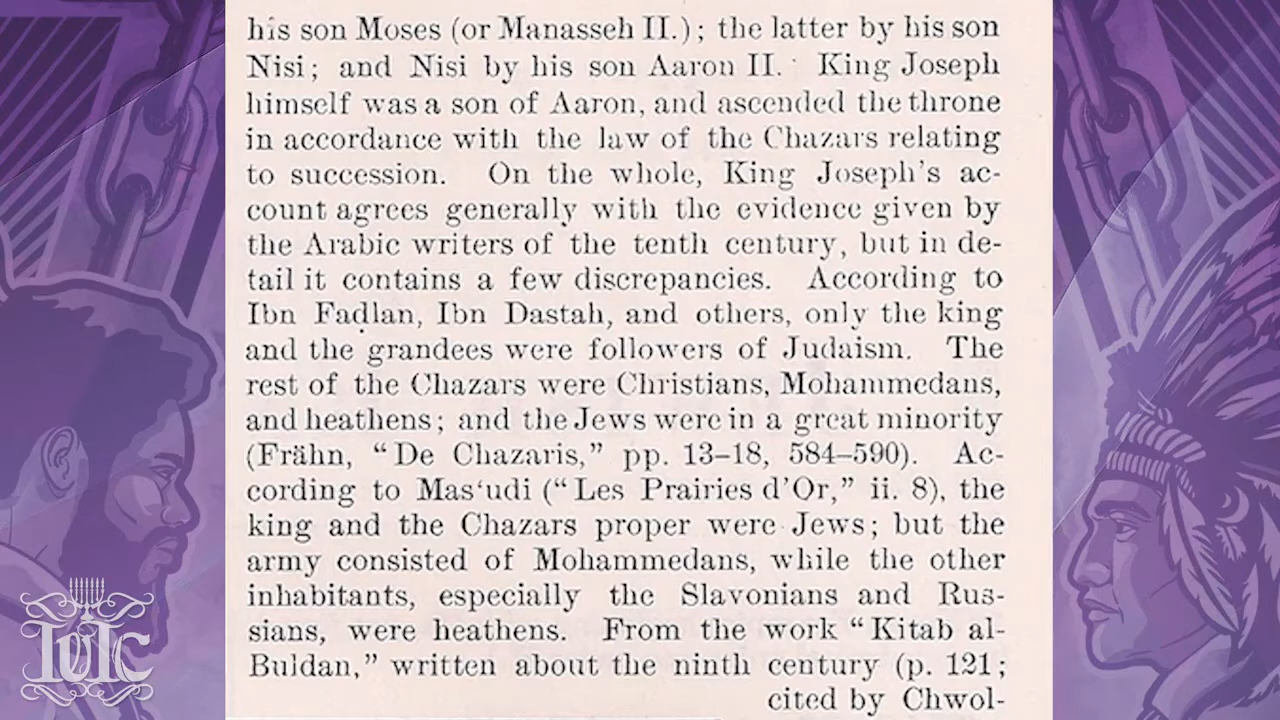 his son Moses (or Manasseh II.); the latter by his son
Nisi; and Nisi by his son Aaron II. King Joseph
himself was a son of Aaron, and ascended the throne
in accordance with the law of the Chazars relating
to succession. On the whole, King Joseph's ac-
count agrees generally with the evidence given by
the Arabic writers of the tenth century, but in de-
tail it contains a few discrepancies. According to
Ibn Faḍlan, Ibn Dastah, and others, only the king
and the grandees were followers of Judaism. The
rest of the Chazars were Christians, Mohammedans,
and heathens; and the Jews were in a great minority
(Frähn, "De Chazaris," pp. 13–18, 584–590). Ac-
cording to Mas‘udi ("Les Prairies d'Or," ii. 8), the
king and the Chazars proper were Jews; but the
army consisted of Mohammedans, while the other
inhabitants, especially the Slavonians and Rus-
sians, were heathens. From the work "Kitab al-
Buldan," written about the ninth century (p. 121;
cited by Chwol-
IUIC